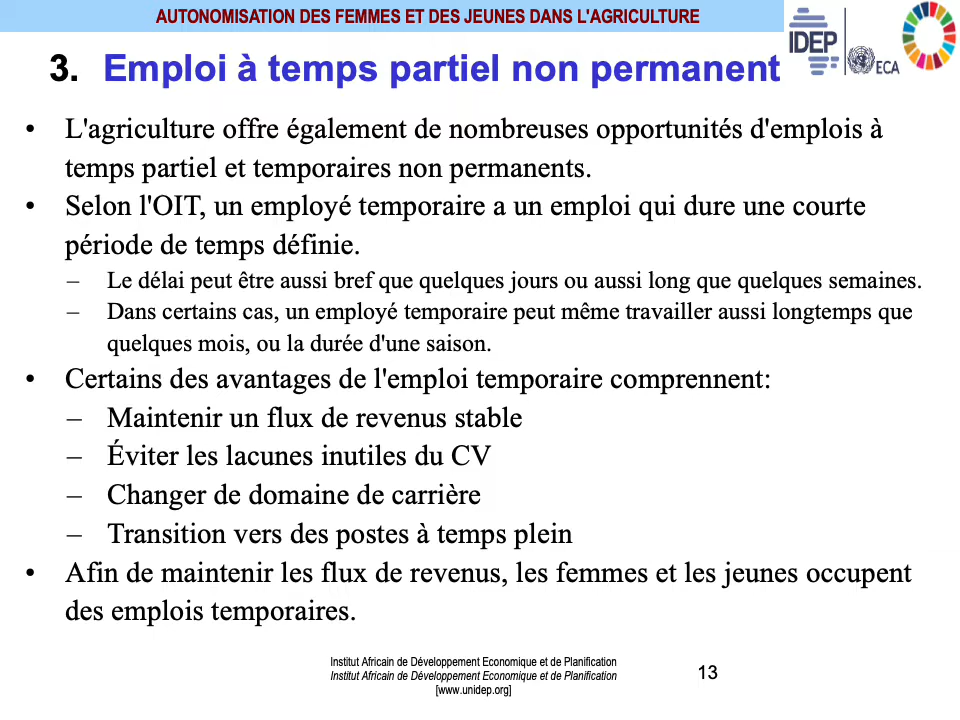 AUTONOMISATION DES FEMMES ET DES JEUNES DANS L'AGRICULTURE
IDEP
ECA
3. Emploi à temps partiel non permanent
• L'agriculture offre également de nombreuses opportunités d'emplois à
temps partiel et temporaires non permanents.
• Selon l'OIT, un employé temporaire a un emploi qui dure une courte
période de temps définie.
– Le délai peut être aussi bref que quelques jours ou aussi long que quelques semaines.
– Dans certains cas, un employé temporaire peut même travailler aussi longtemps que
quelques mois, ou la durée d'une saison.
• Certains des avantages de l'emploi temporaire comprennent:
– Maintenir un flux de revenus stable
– Éviter les lacunes inutiles du CV
– Changer de domaine de carrière
– Transition vers des postes à temps plein
• Afin de maintenir les flux de revenus, les femmes et les jeunes occupent
des emplois temporaires.
Institut Africain de Développement Economique et de Planification
Institut Africain de Développement Economique et de Planification
[www.unidep.org]
13